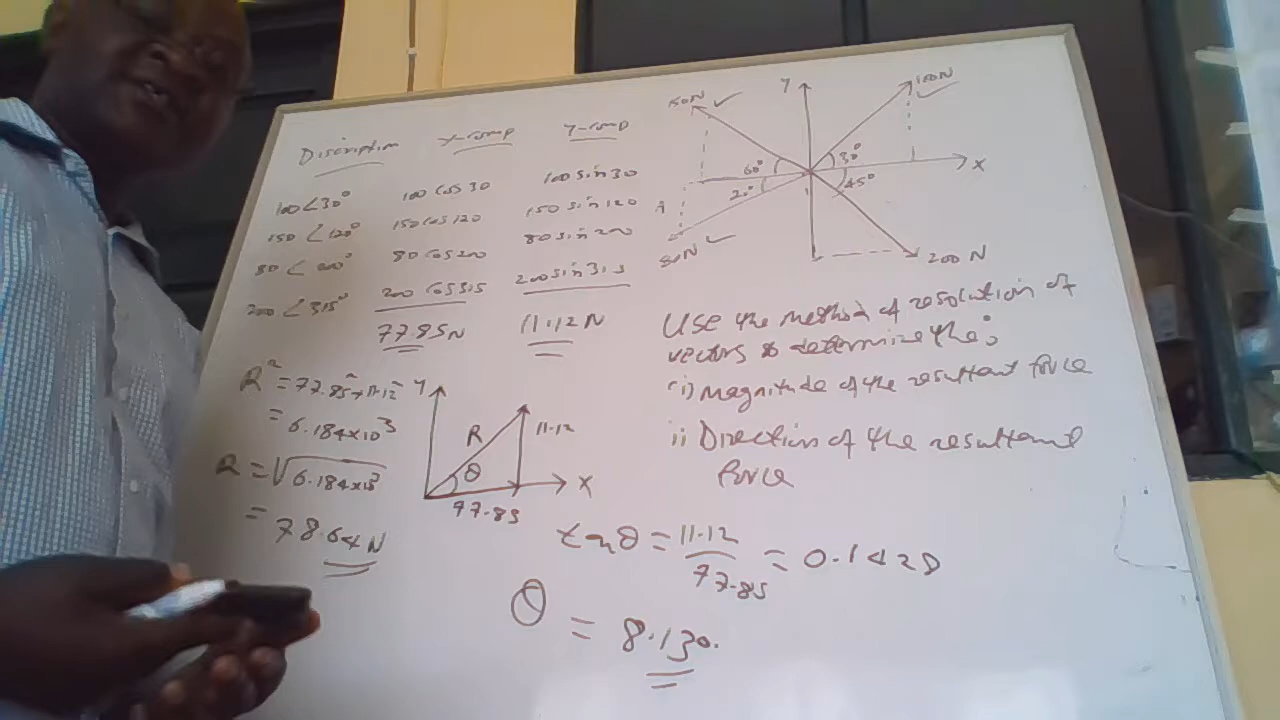 Discription X-comp Y-comp
100∠30° 100 cos 30 100 sin 30
150 ∠120° 150 cos 120 150 sin 120
80 ∠ 200° 80 cos 200 80 sin 200
200 ∠315° 200 cos 315 200 sin 315
77.85N 11.12 N
R² = 77.85² + 11.12²
= 6.184×10³
R = √6.184×10³
= 78.64 N
Y
R
11.12
θ
X
77.85
150N
Y
100N
60°
30°
X
20°
45°
80N
200 N
Use the method of resolution of
vectors to determine the:
(i) Magnitude of the resultant force
ii Direction of the resultant
force
tan θ = 11.12 / 77.85 = 0.1428
θ = 8.130.